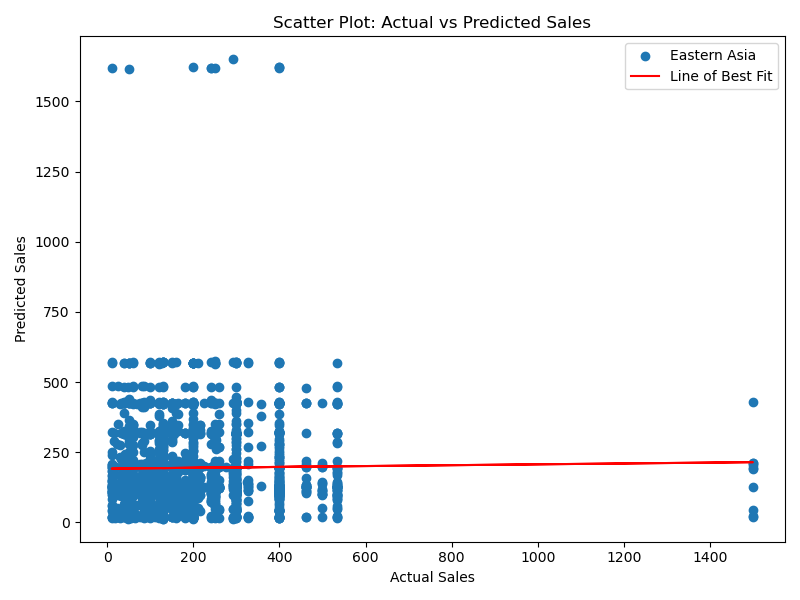 Scatter Plot: Actual vs Predicted Sales
Eastern Asia
Line of Best Fit
1500
1250
1000
750
500
250
0
Predicted Sales
0 200 400 600 800 1000 1200 1400
Actual Sales